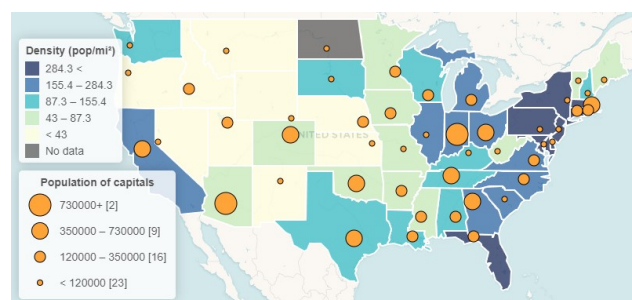 Density (pop/mi²)
284.3 <
155.4 – 284.3
87.3 – 155.4
43 – 87.3
< 43
No data
UNITED STATES
Population of capitals
730000+ [2]
350000 – 730000 [9]
120000 – 350000 [16]
< 120000 [23]